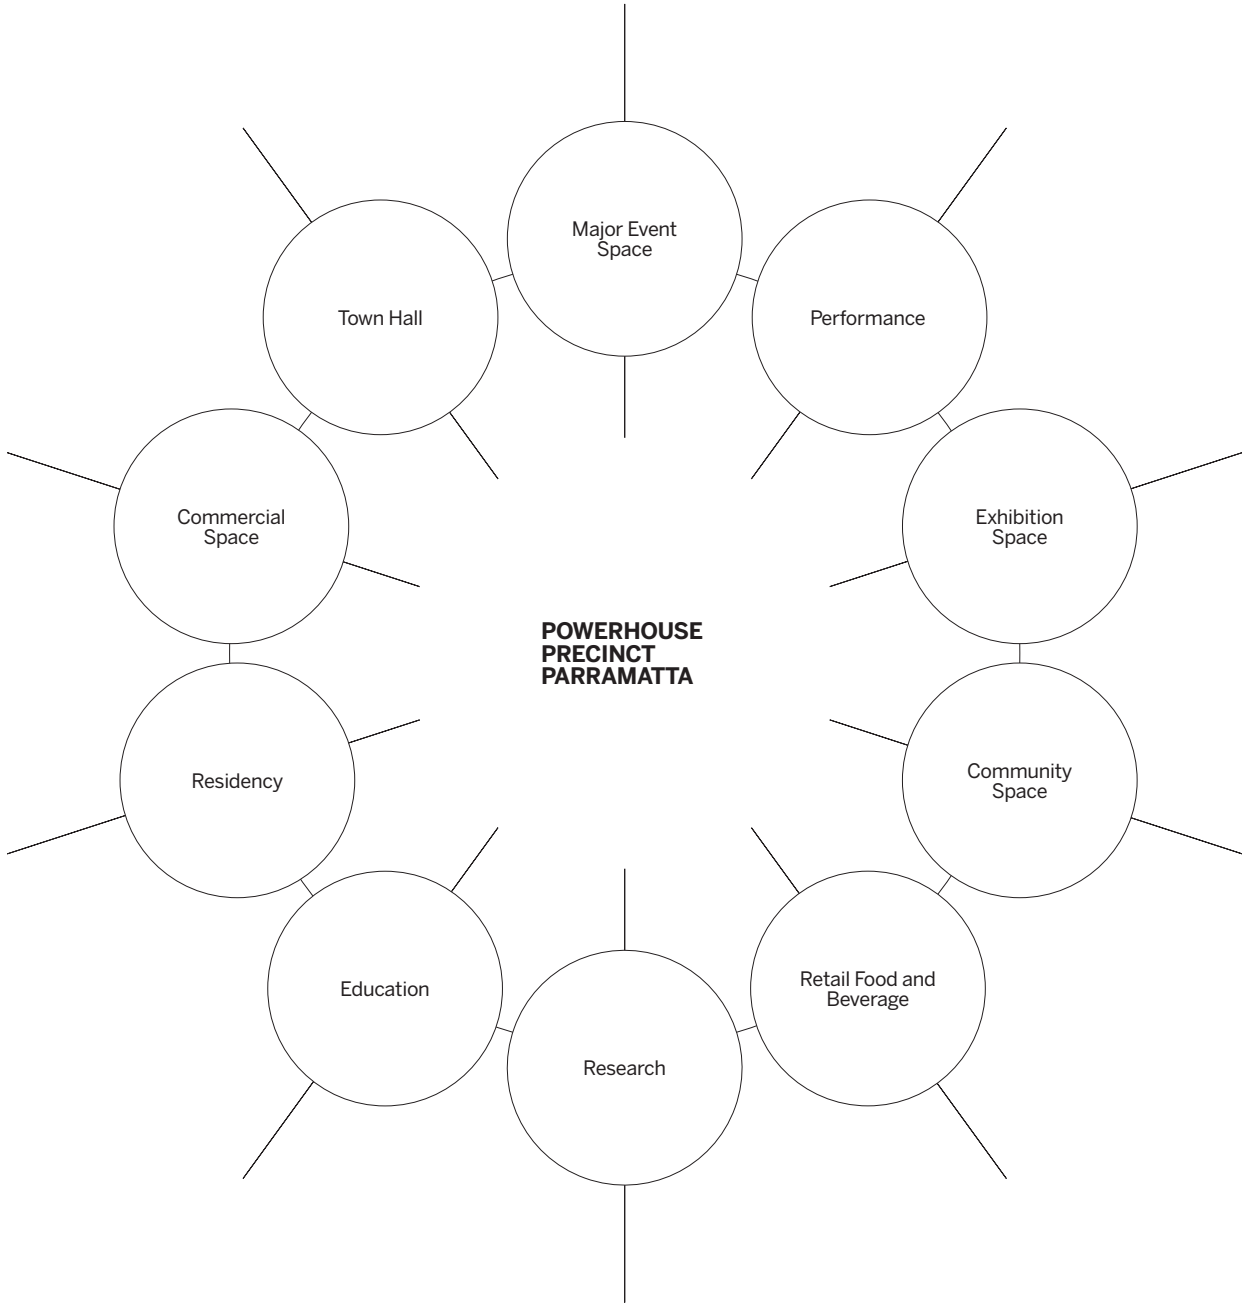 Major Event
Space
Town Hall
Performance
Commercial
Space
Exhibition
Space
POWERHOUSE
PRECINCT
PARRAMATTA
Residency
Community
Space
Education
Retail Food and
Beverage
Research